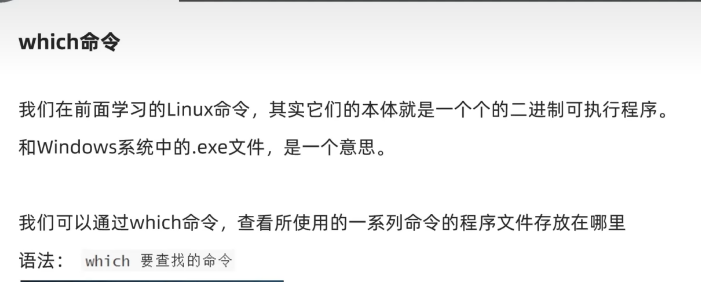 which命令
我们在前面学习的Linux命令，其实它们的本体就是一个个的二进制可执行程序。
和Windows系统中的.exe文件，是一个意思。
我们可以通过which命令，查看所使用的一系列命令的程序文件存放在哪里
语法： which 要查找的命令